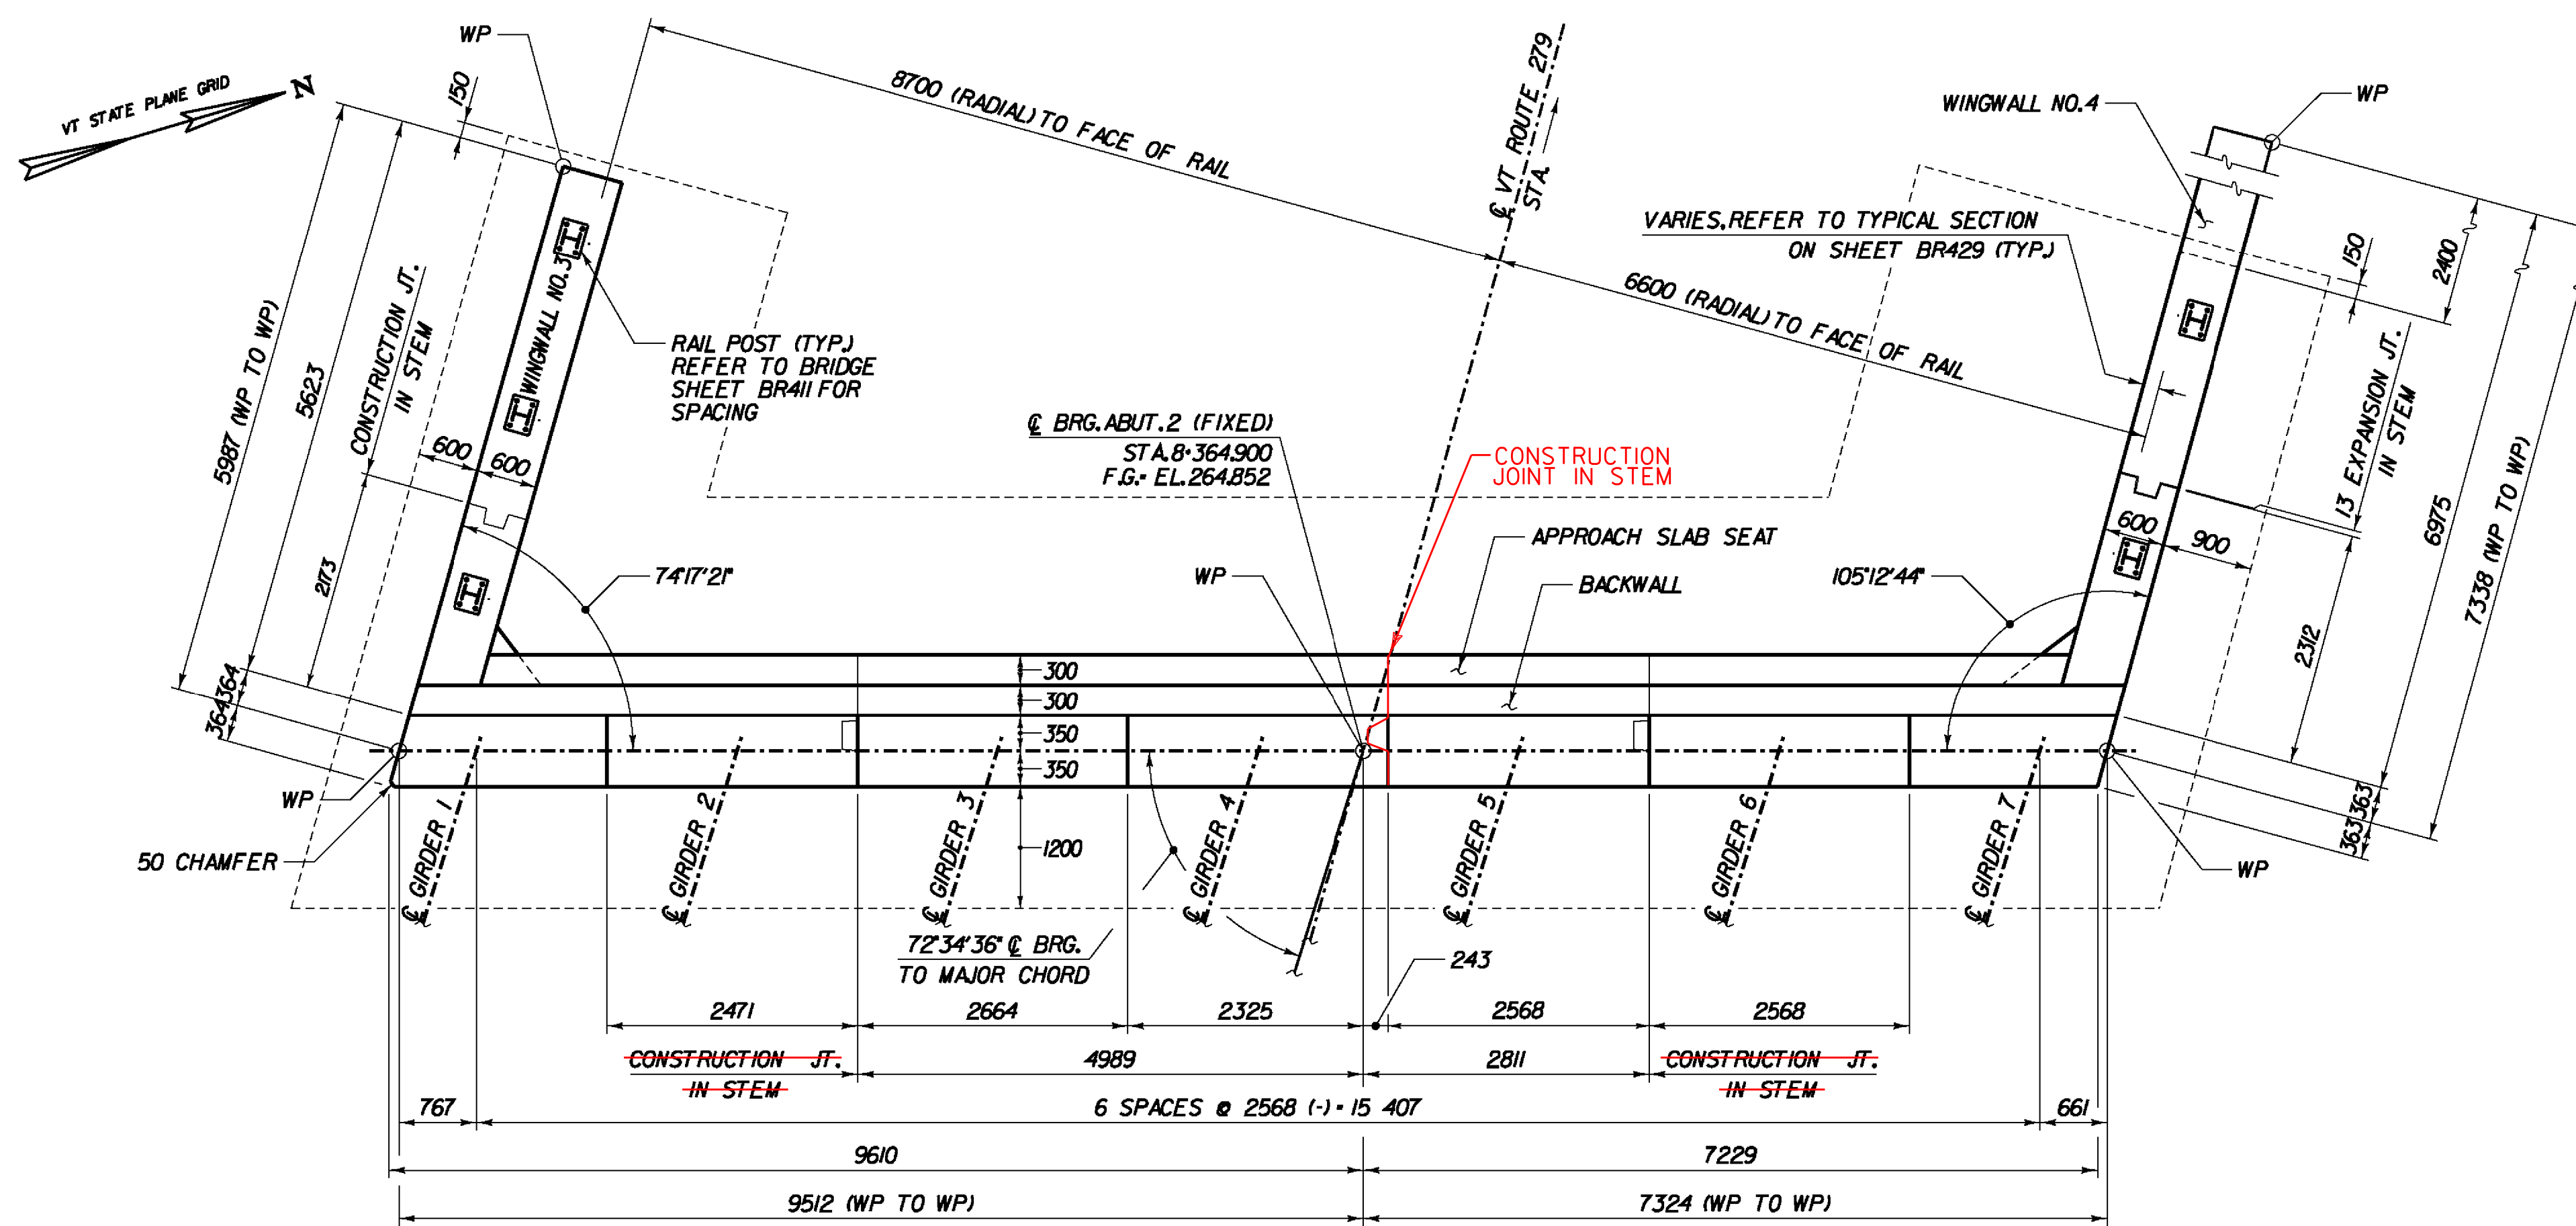 WP
VT STATE PLANE GRID
N
150
8700 (RADIAL) TO FACE OF RAIL
℄ VT ROUTE 279
STA.
WINGWALL NO.4
WP
VARIES, REFER TO TYPICAL SECTION
ON SHEET BR429 (TYP.)
6600 (RADIAL) TO FACE OF RAIL
150
2400
5987 (WP TO WP)
5623
CONSTRUCTION JT.
IN STEM
2173
364
364
WINGWALL NO.3
600
600
RAIL POST (TYP.)
REFER TO BRIDGE
SHEET BR411 FOR
SPACING
℄ BRG. ABUT. 2 (FIXED)
STA. 8+364.900
F.G.= EL. 264.852
CONSTRUCTION
JOINT IN STEM
13 EXPANSION JT.
IN STEM
600
900
6975
7338 (WP TO WP)
2312
363
363
74°17'21"
WP
APPROACH SLAB SEAT
BACKWALL
105°12'44"
300
300
350
350
1200
WP
50 CHAMFER
WP
℄ GIRDER 1
℄ GIRDER 2
℄ GIRDER 3
℄ GIRDER 4
℄ GIRDER 5
℄ GIRDER 6
℄ GIRDER 7
72°34'36" ℄ BRG.
TO MAJOR CHORD
243
2471
2664
2325
2568
2568
CONSTRUCTION JT.
IN STEM
4989
2811
CONSTRUCTION JT.
IN STEM
767
6 SPACES @ 2568 (-) = 15 407
661
9610
7229
9512 (WP TO WP)
7324 (WP TO WP)